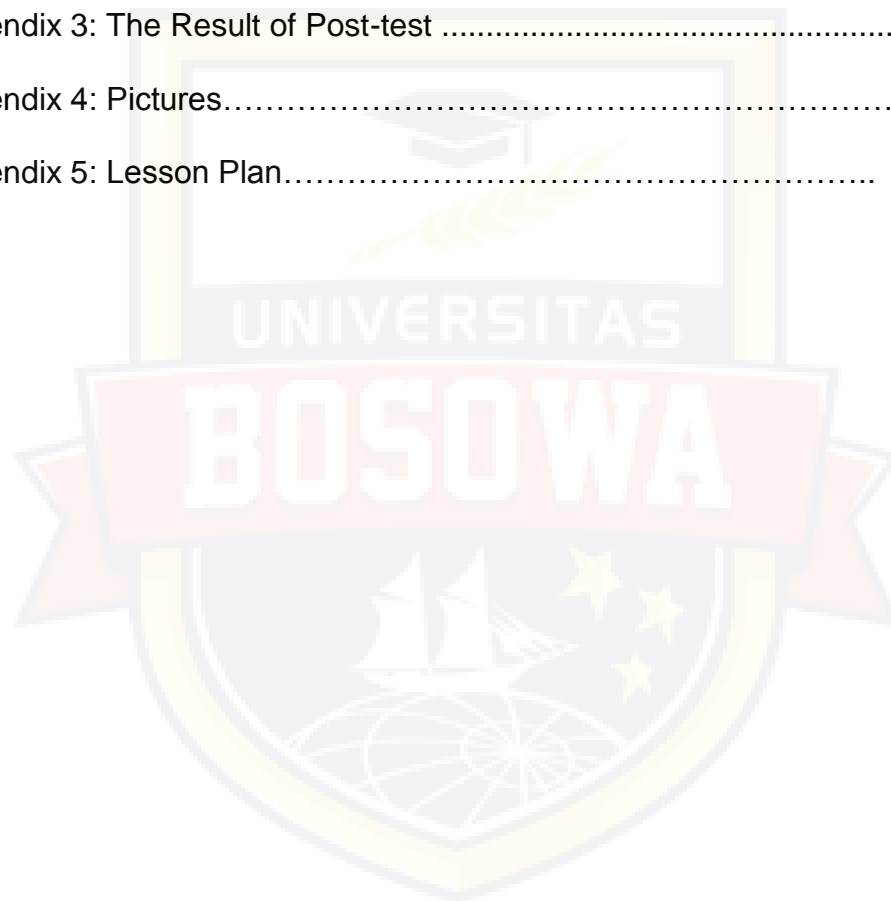 endix 3: The Result of Post-test ....................................................
endix 4: Pictures……………………………………………………………….
endix 5: Lesson Plan………………………………………………………..
UNIVERSITAS
BOSOWA